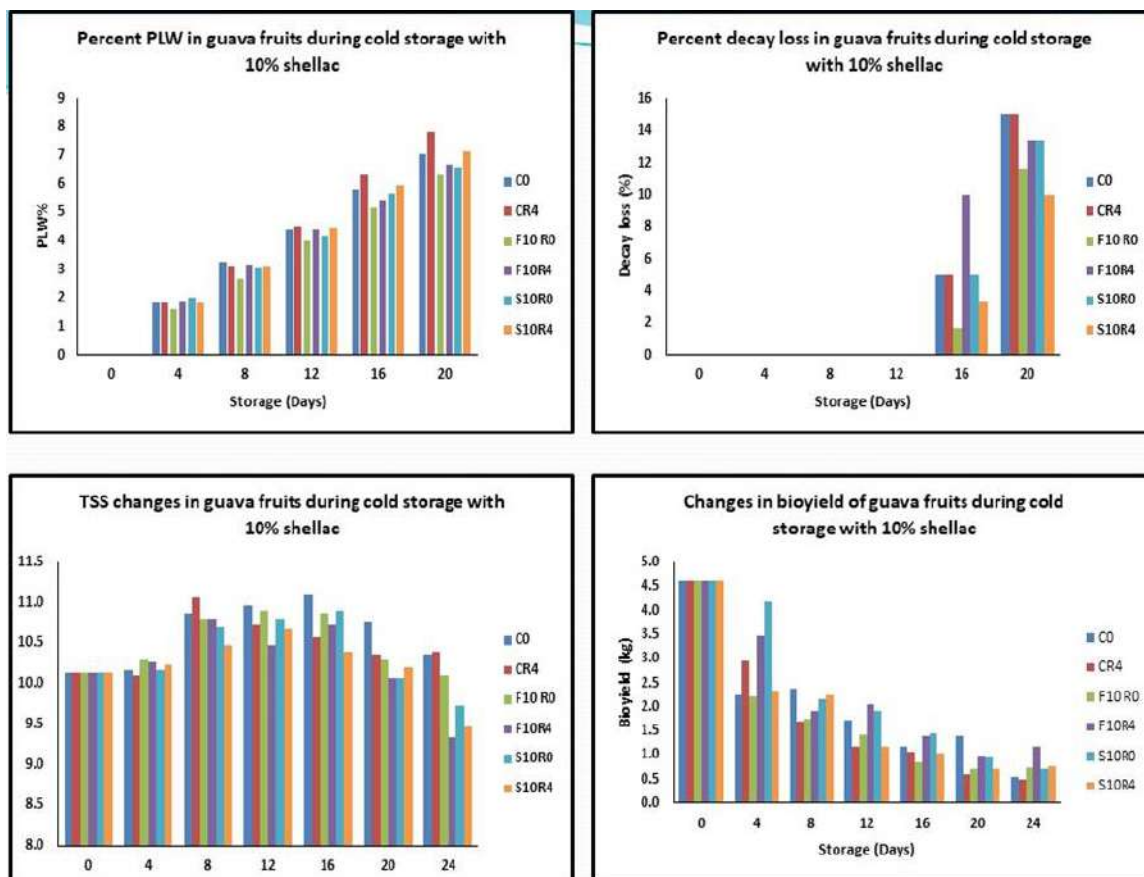 Percent PLW in guava fruits during cold storage with
10% shellac
9
8
7
6
5
4
3
2
1
0
PLW%
0 4 8 12 16 20
Storage (Days)
C0
CR4
F10 R0
F10R4
S10R0
S10R4
Percent decay loss in guava fruits during cold storage
with 10% shellac
16
14
12
10
8
6
4
2
0
Decay loss (%)
0 4 8 12 16 20
Storage (Days)
C0
CR4
F10 R0
F10R4
S10R0
S10R4
TSS changes in guava fruits during cold storage with
10% shellac
11.5
11.0
10.5
10.0
9.5
9.0
8.5
8.0
0 4 8 12 16 20 24
C0
CR4
F10 R0
F10R4
S10R0
S10R4
Changes in bioyield of guava fruits during cold
storage with 10% shellac
5.0
4.5
4.0
3.5
3.0
2.5
2.0
1.5
1.0
0.5
0.0
Bioyield (kg)
0 4 8 12 16 20 24
Storage (Days)
C0
CR4
F10 R0
F10R4
S10R0
S10R4